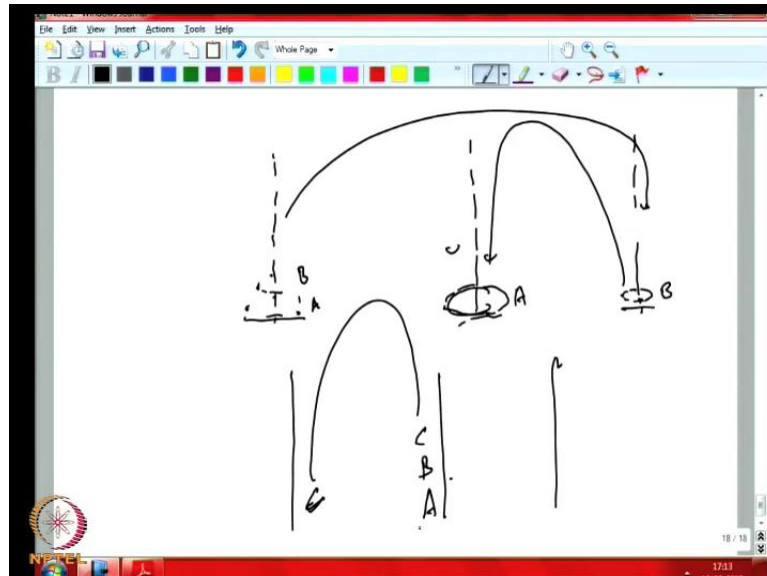 File Edit View Insert Actions Tools Help
Whole Page
B I
B
A
A
B
C
B
A
18 / 18
NPTEL
17:13